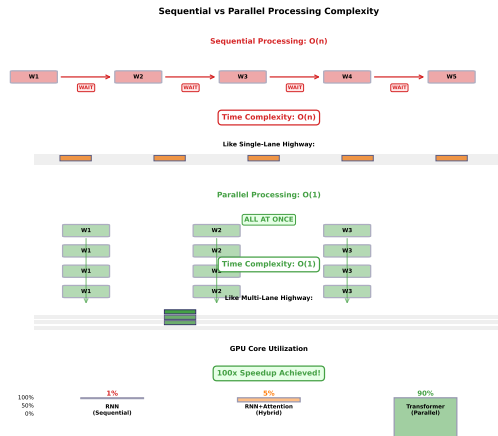 Sequential vs Parallel Processing Complexity
Sequential Processing: O(n)
W1 W2 W3 W4 W5
WAIT WAIT WAIT WAIT
Time Complexity: O(n)
Like Single-Lane Highway:
Parallel Processing: O(1)
ALL AT ONCE
W1 W2 W3
W1 W2 W3
W1 W2 W3
Time Complexity: O(1)
W1 W2 W3
Like Multi-Lane Highway:
GPU Core Utilization
100x Speedup Achieved!
1% 5% 90%
100%
50%
0%
RNN
(Sequential)
RNN+Attention
(Hybrid)
Transformer
(Parallel)